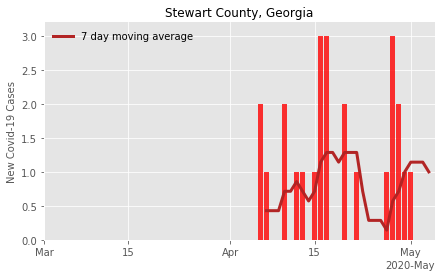 Stewart County, Georgia
7 day moving average
New Covid-19 Cases
3.0
2.5
2.0
1.5
1.0
0.5
0.0
Mar
15
Apr
15
May
2020-May